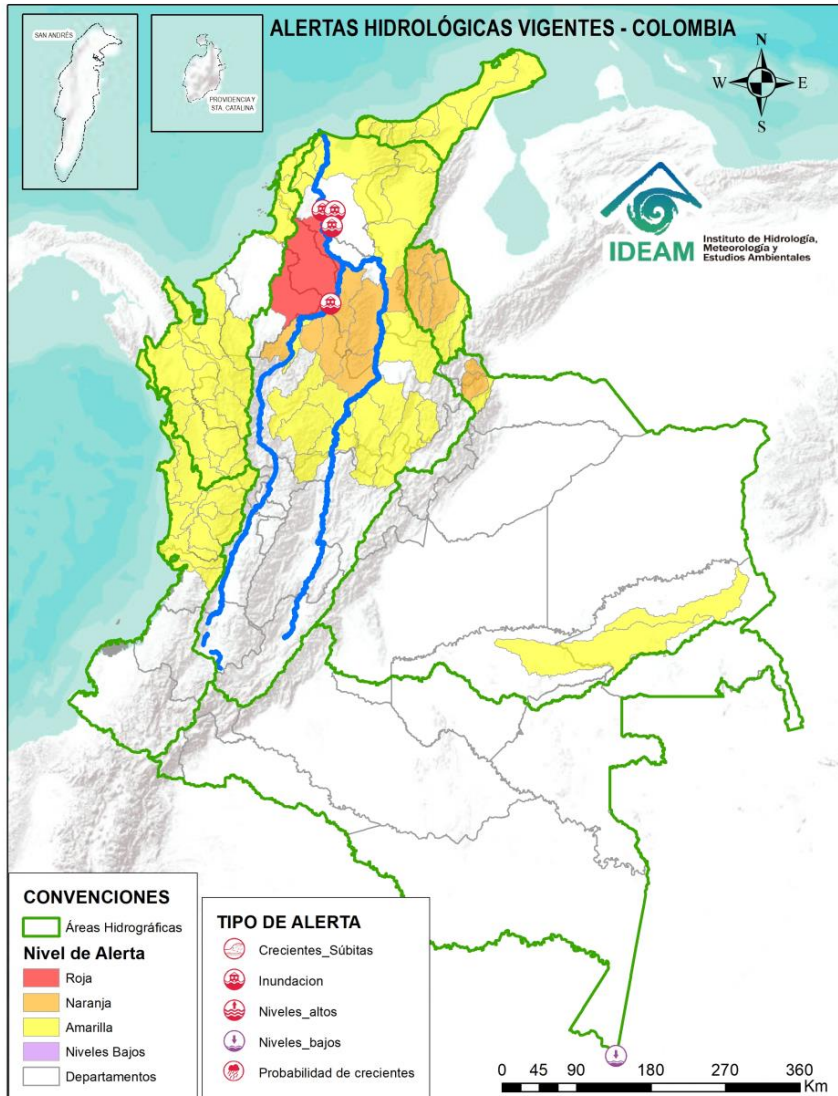 ALERTAS HIDROLÓGICAS VIGENTES - COLOMBIA
SAN ANDRÉS
PROVIDENCIA Y
STA. CATALINA
N
W
E
S
IDEAM
Instituto de Hidrología,
Meteorología y
Estudios Ambientales
CONVENCIONES
Áreas Hidrográficas
Nivel de Alerta
Roja
Naranja
Amarilla
Niveles Bajos
Departamentos
TIPO DE ALERTA
Crecientes_Súbitas
Inundacion
Niveles_altos
Niveles_bajos
Probabilidad de crecientes
0 45 90 180 270 360
Km